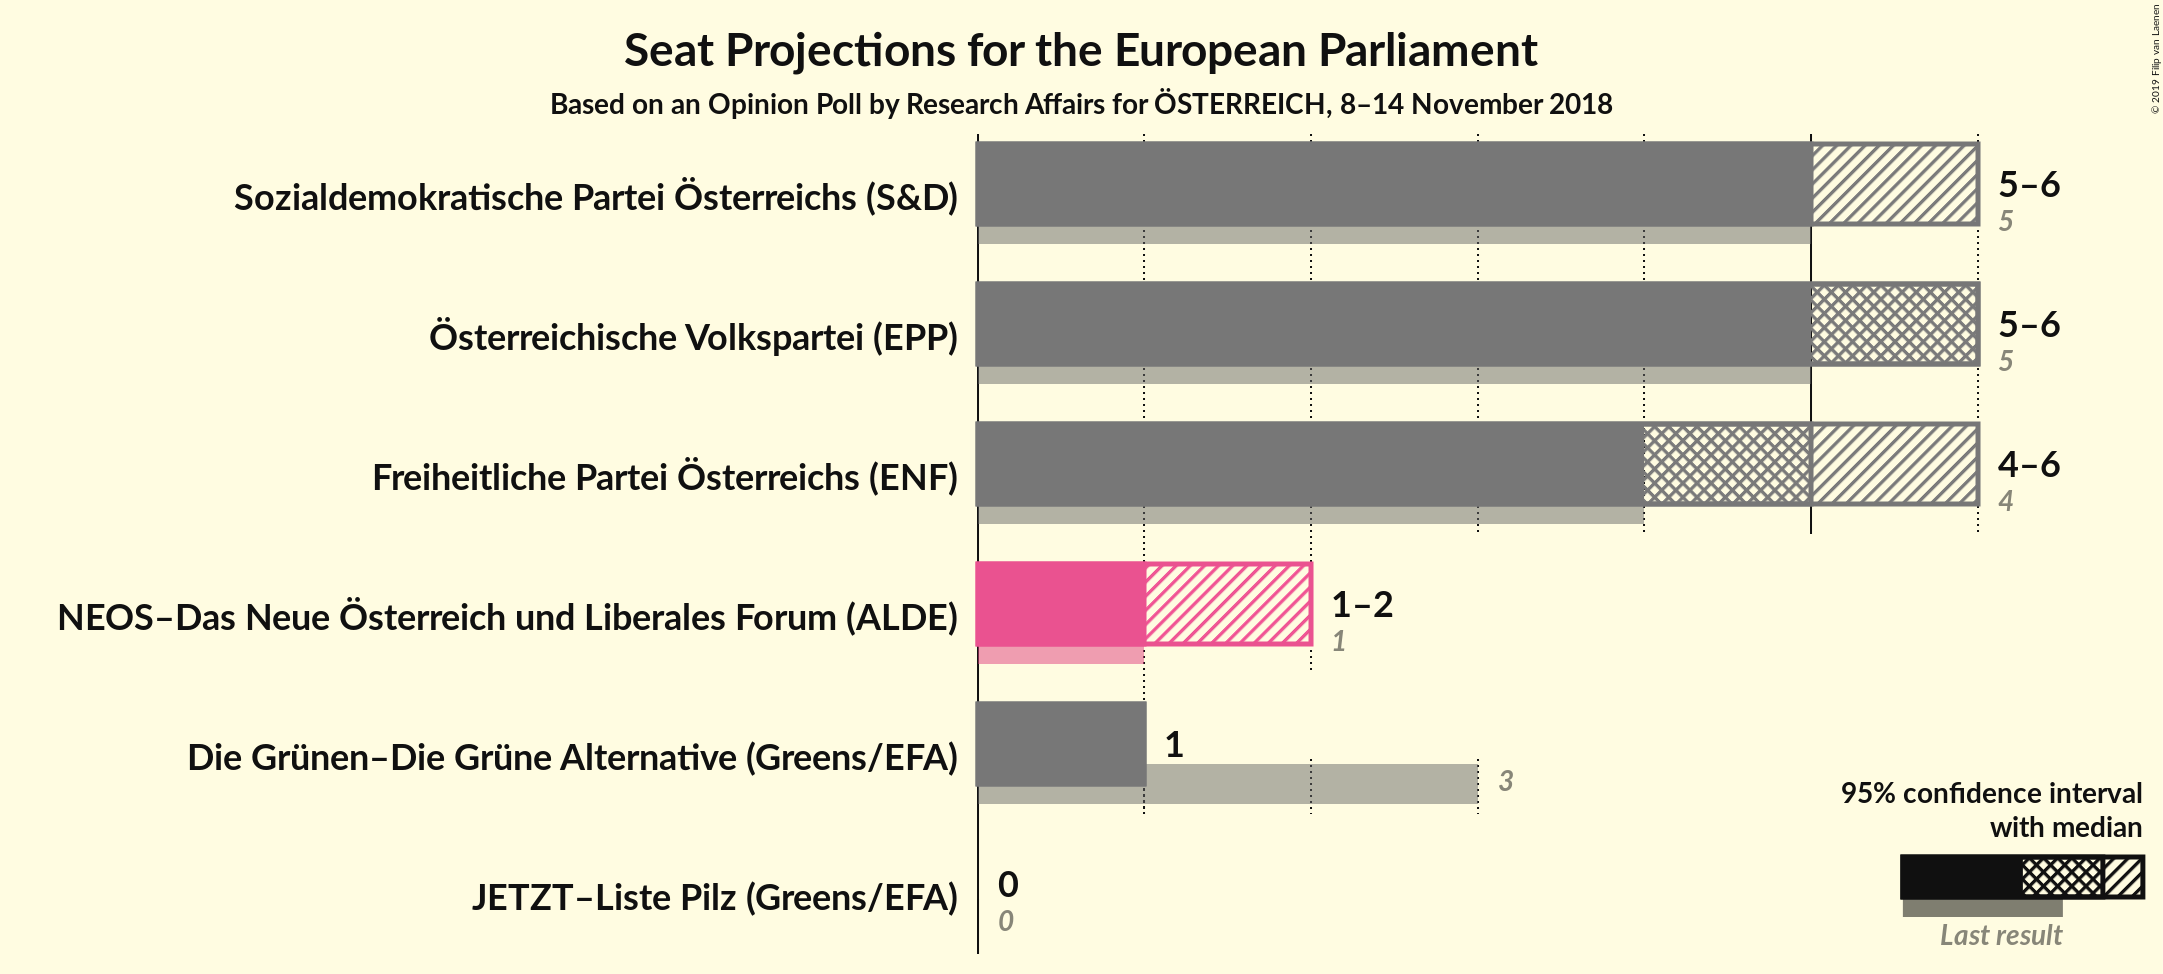 Seat Projections for the European Parliament
Based on an Opinion Poll by Research Affairs for ÖSTERREICH, 8–14 November 2018
© 2019 Filip van Laenen
Sozialdemokratische Partei Österreichs (S&D)
5–6
5
Österreichische Volkspartei (EPP)
5–6
5
Freiheitliche Partei Österreichs (ENF)
4–6
4
NEOS–Das Neue Österreich und Liberales Forum (ALDE)
1–2
1
Die Grünen–Die Grüne Alternative (Greens/EFA)
1
3
JETZT–Liste Pilz (Greens/EFA)
0
0
95% confidence interval
with median
Last result